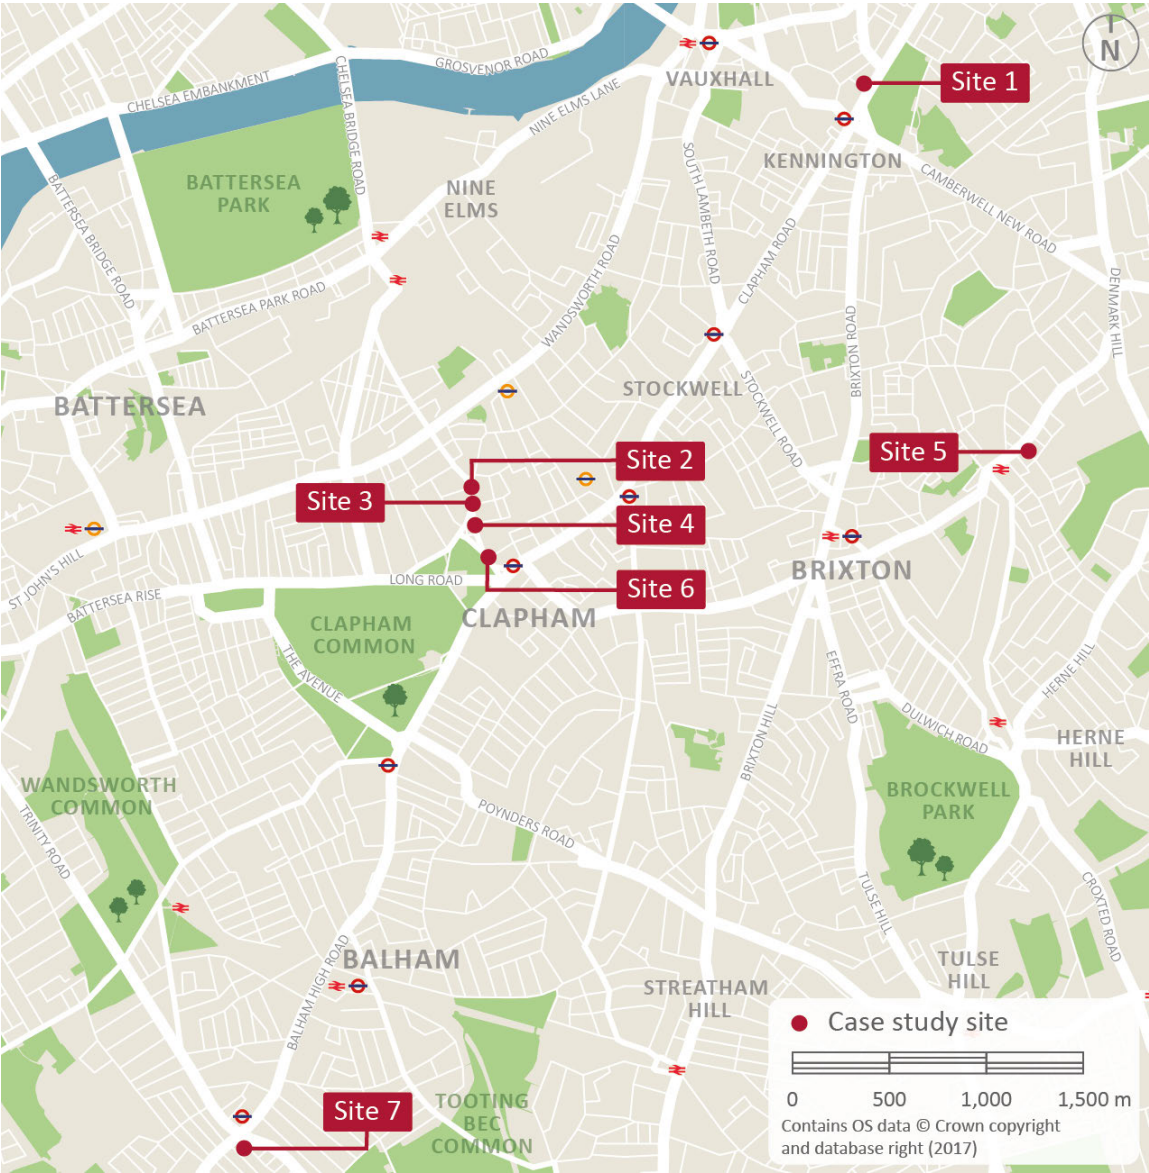 N
GROSVENOR ROAD
CHELSEA EMBANKMENT
CHELSEA BRIDGE ROAD
NINE ELMS LANE
VAUXHALL
Site 1
KENNINGTON
BATTERSEA
PARK
NINE
ELMS
BATTERSEA BRIDGE ROAD
SOUTH LAMBETH ROAD
CAMBERWELL NEW ROAD
CLAPHAM ROAD
WANDSWORTH ROAD
BATTERSEA PARK ROAD
DENMARK HILL
BRIXTON ROAD
STOCKWELL
STOCKWELL ROAD
BATTERSEA
Site 2
Site 5
Site 3
Site 4
ST JOHN'S HILL
BATTERSEA RISE
LONG ROAD
Site 6
BRIXTON
CLAPHAM
CLAPHAM
COMMON
THE AVENUE
EFFRA ROAD
HERNE HILL
BRIXTON HILL
DULWICH ROAD
HERNE
HILL
WANDSWORTH
COMMON
TRINITY ROAD
BROCKWELL
PARK
POYNDERS ROAD
TULSE HILL
CROXTED ROAD
BALHAM
BALHAM HIGH ROAD
TULSE
HILL
STREATHAM
HILL
Case study site
0 500 1,000 1,500 m
Contains OS data © Crown copyright
and database right (2017)
Site 7
TOOTING
BEC
COMMON